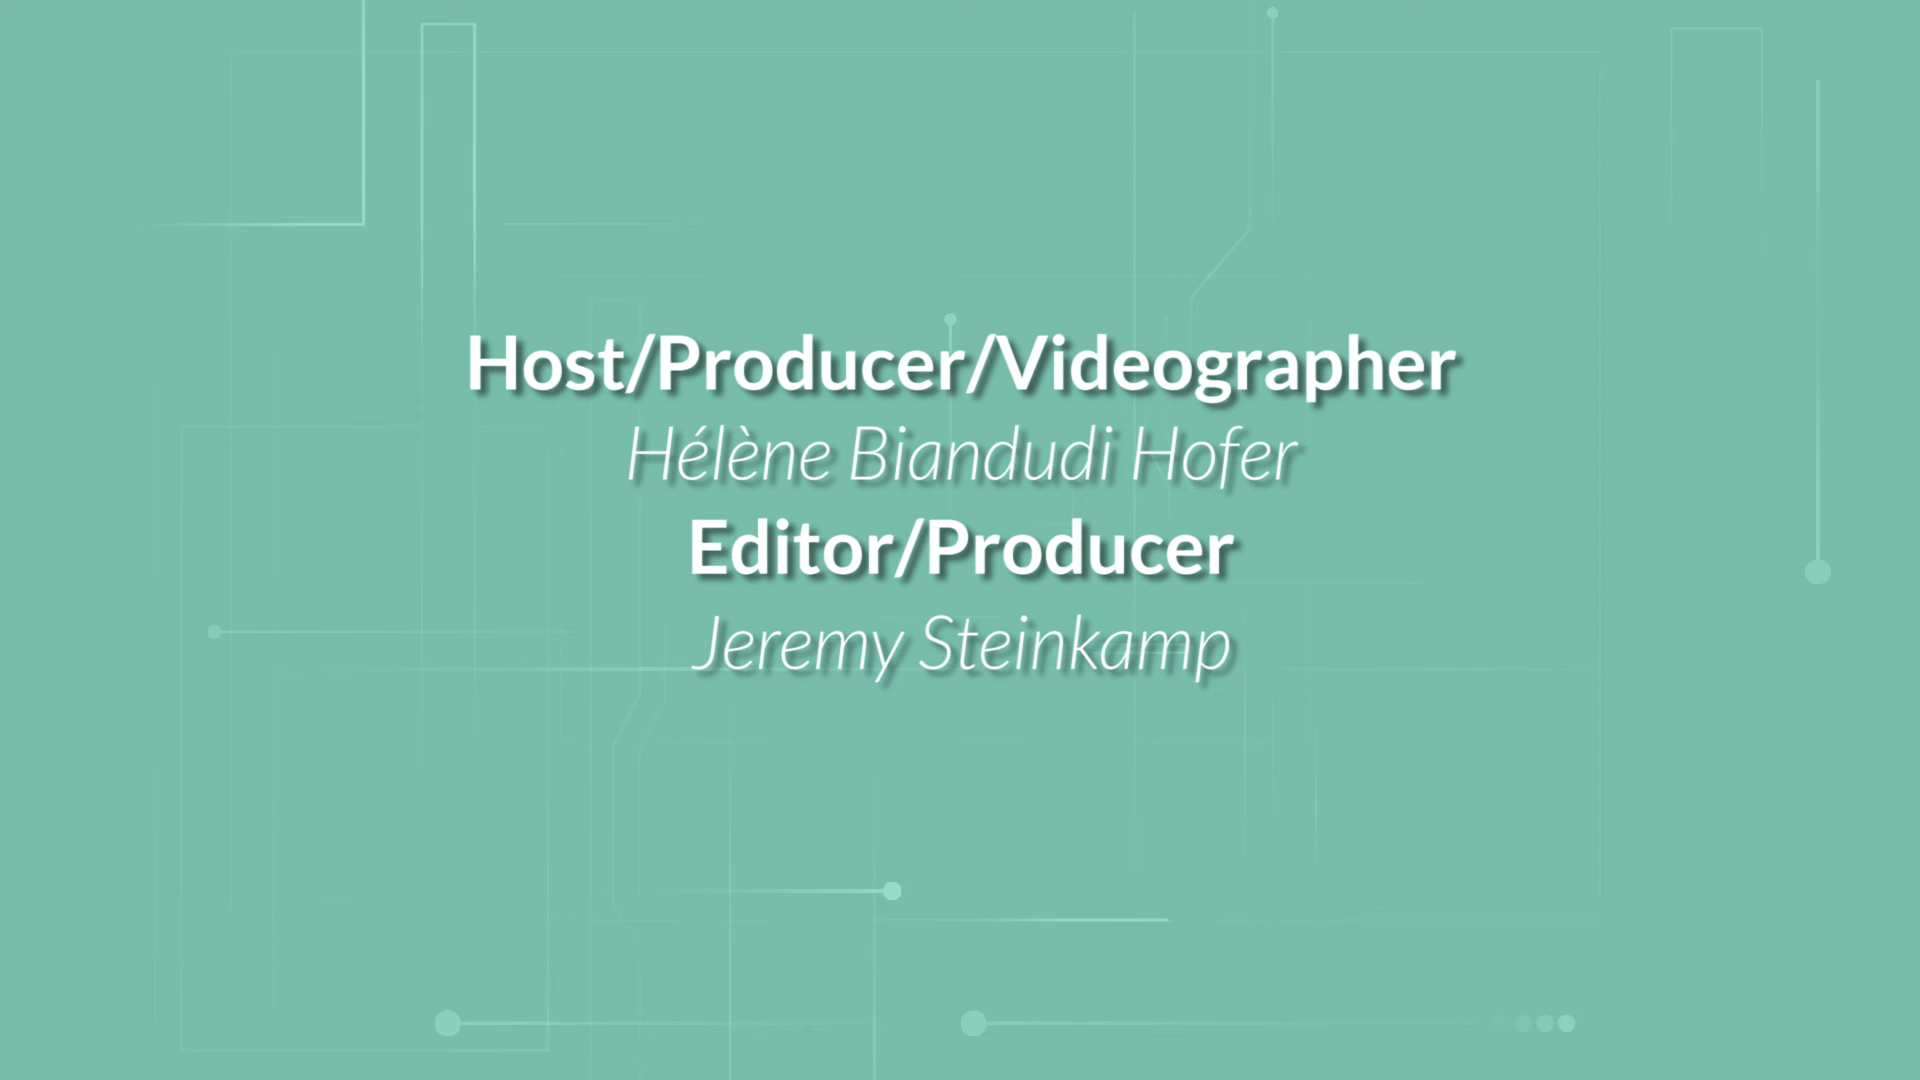 Host/Producer/Videographer
Hélène Biandudi Hofer
Editor/Producer
Jeremy Steinkamp